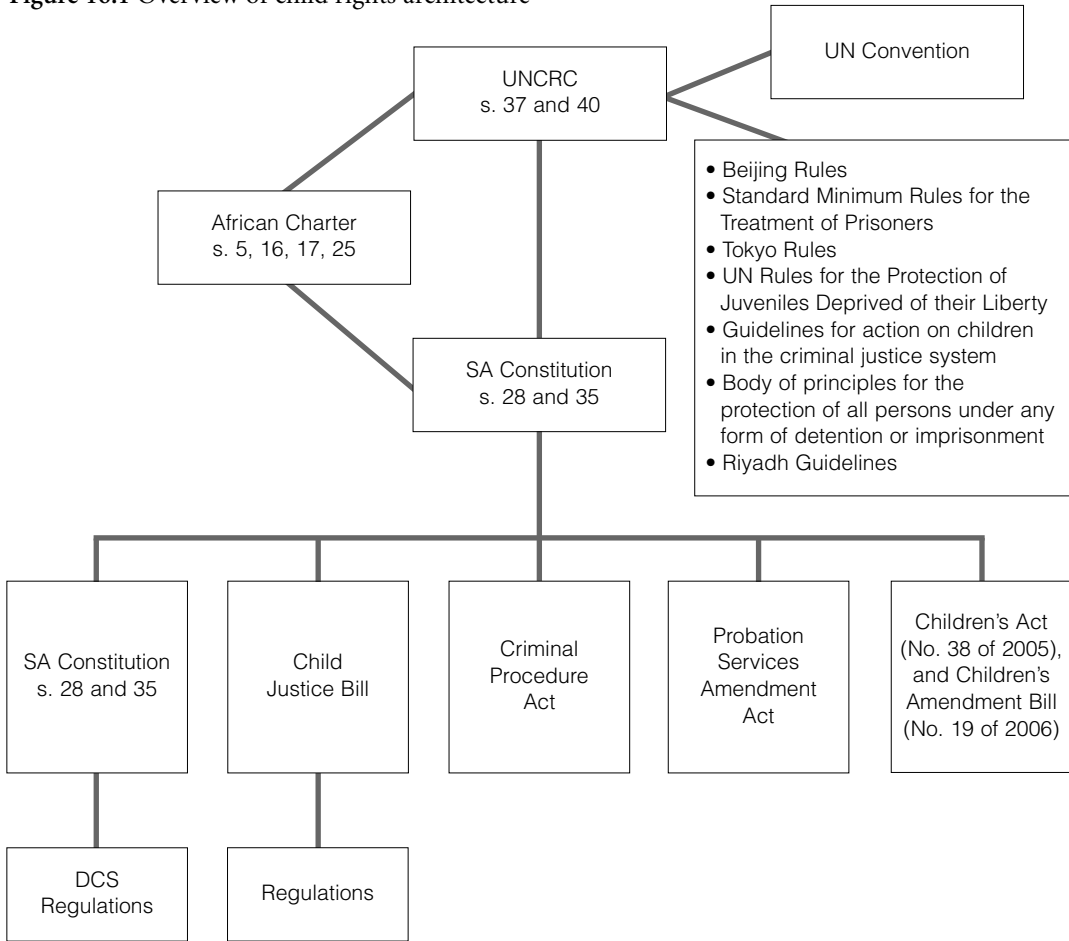 Figure 16.1 Overview of child rights architecture
UN Convention
UNCRC
s. 37 and 40
• Beijing Rules
• Standard Minimum Rules for the
Treatment of Prisoners
• Tokyo Rules
• UN Rules for the Protection of
Juveniles Deprived of their Liberty
• Guidelines for action on children
in the criminal justice system
• Body of principles for the
protection of all persons under any
form of detention or imprisonment
• Riyadh Guidelines
African Charter
s. 5, 16, 17, 25
SA Constitution
s. 28 and 35
SA Constitution
s. 28 and 35
Child
Justice Bill
Criminal
Procedure
Act
Probation
Services
Amendment
Act
Children's Act
(No. 38 of 2005),
and Children's
Amendment Bill
(No. 19 of 2006)
DCS
Regulations
Regulations